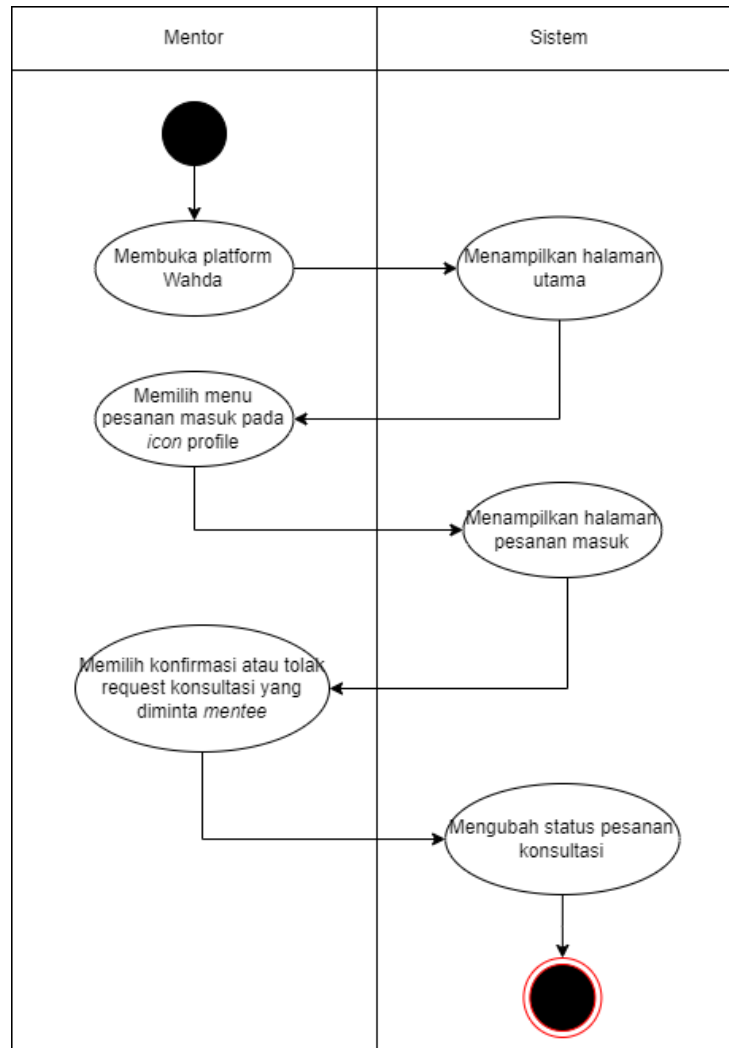 Mentor
Sistem
Membuka platform
Wahda
Menampilkan halaman
utama
Memilih menu
pesanan masuk pada
icon profile
Menampilkan halaman
pesanan masuk
Memilih konfirmasi atau tolak
request konsultasi yang
diminta mentee
Mengubah status pesanan
konsultasi